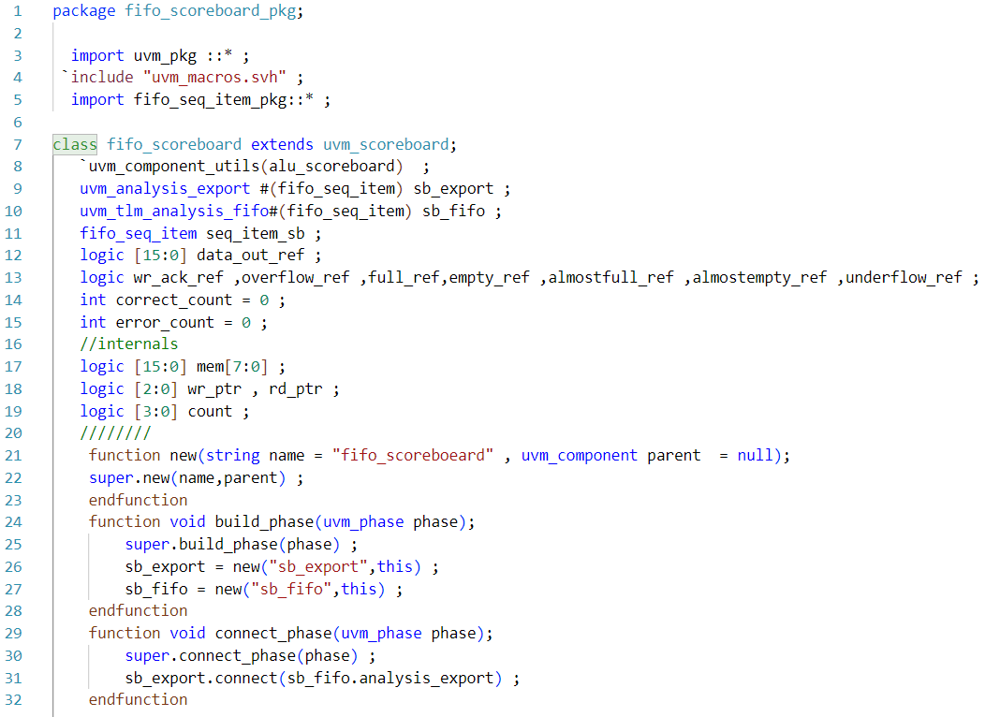 1 package fifo_scoreboard_pkg;
2
3 import uvm_pkg ::* ;
4 `include "uvm_macros.svh" ;
5 import fifo_seq_item_pkg::* ;
6
7 class fifo_scoreboard extends uvm_scoreboard;
8 `uvm_component_utils(alu_scoreboard) ;
9 uvm_analysis_export #(fifo_seq_item) sb_export ;
10 uvm_tlm_analysis_fifo#(fifo_seq_item) sb_fifo ;
11 fifo_seq_item seq_item_sb ;
12 logic [15:0] data_out_ref ;
13 logic wr_ack_ref ,overflow_ref ,full_ref,empty_ref ,almostfull_ref ,almostempty_ref ,underflow_ref ;
14 int correct_count = 0 ;
15 int error_count = 0 ;
16 //internals
17 logic [15:0] mem[7:0] ;
18 logic [2:0] wr_ptr , rd_ptr ;
19 logic [3:0] count ;
20 ////////
21 function new(string name = "fifo_scoreboeard" , uvm_component parent = null);
22 super.new(name,parent) ;
23 endfunction
24 function void build_phase(uvm_phase phase);
25 super.build_phase(phase) ;
26 sb_export = new("sb_export",this) ;
27 sb_fifo = new("sb_fifo",this) ;
28 endfunction
29 function void connect_phase(uvm_phase phase);
30 super.connect_phase(phase) ;
31 sb_export.connect(sb_fifo.analysis_export) ;
32 endfunction